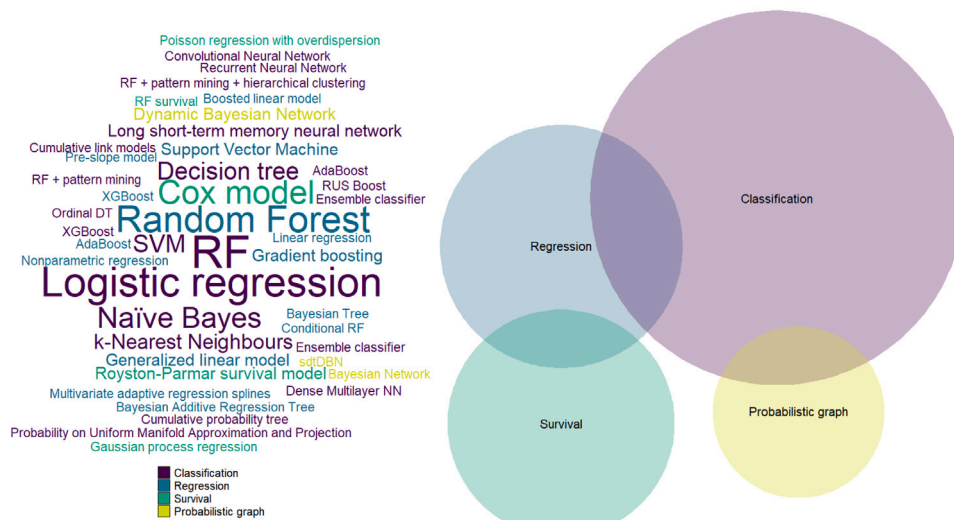 Poisson regression with overdispersion
Convolutional Neural Network
Recurrent Neural Network
RF + pattern mining + hierarchical clustering
RF survival
Boosted linear model
Dynamic Bayesian Network
Long short-term memory neural network
Cumulative link models
Support Vector Machine
Pre-slope model
Decision tree
AdaBoost
RF + pattern mining
RUS Boost
XGBoost
Cox model
Ensemble classifier
Ordinal DT
Random Forest
XGBoost
AdaBoost
SVM
RF
Linear regression
Nonparametric regression
Gradient boosting
Logistic regression
Naïve Bayes
Bayesian Tree
Conditional RF
k-Nearest Neighbours
Ensemble classifier
Generalized linear model
sdtDBN
Royston-Parmar survival model
Bayesian Network
Multivariate adaptive regression splines
Dense Multilayer NN
Bayesian Additive Regression Tree
Cumulative probability tree
Probability on Uniform Manifold Approximation and Projection
Gaussian process regression
Classification
Regression
Survival
Probabilistic graph
Classification
Regression
Survival
Probabilistic graph